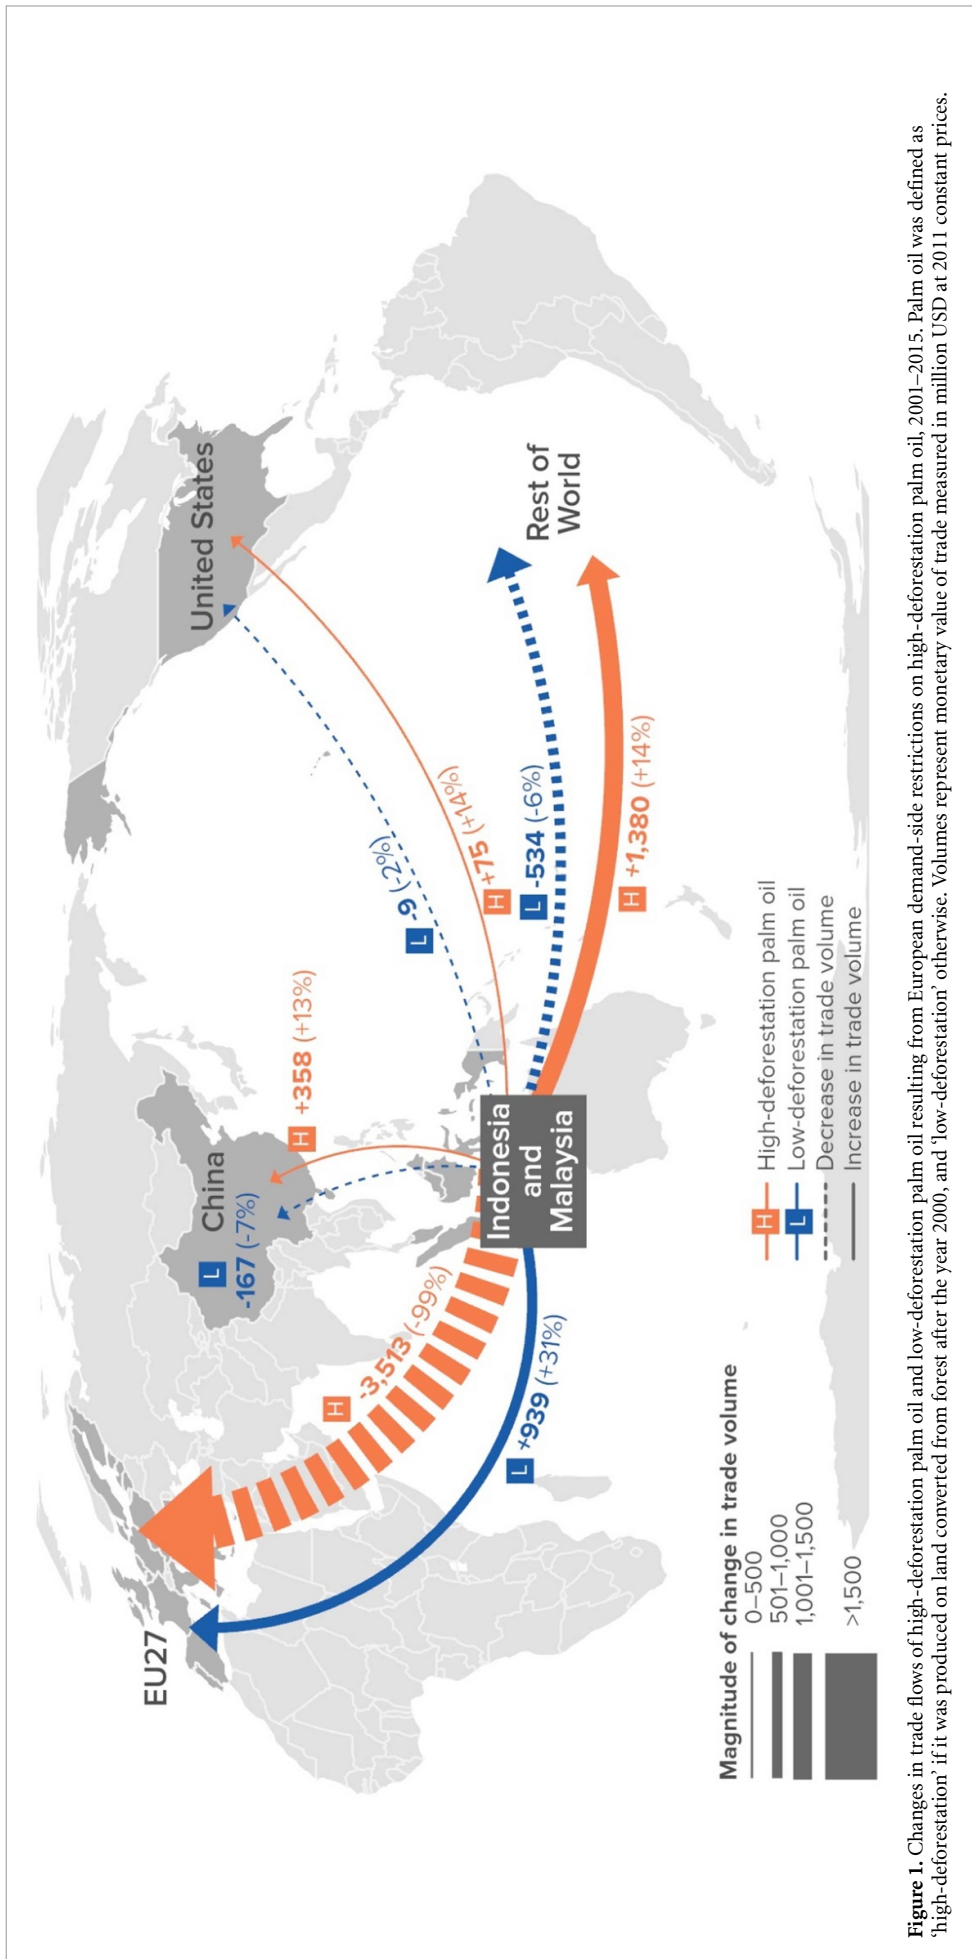 EU27
China
L
-167 (-7%)
H +358 (+13%)
United States
L -9 (-2%)
H +75 (+14%)
H -3,513 (-99%)
L +939 (+31%)
Indonesia
and
Malaysia
L -534 (-6%)
H +1,380 (+14%)
Rest of
World
Magnitude of change in trade volume
0–500
501–1,000
1,001–1,500
>1,500
H High-deforestation palm oil
L Low-deforestation palm oil
Decrease in trade volume
Increase in trade volume
Figure 1. Changes in trade flows of high-deforestation palm oil and low-deforestation palm oil resulting from European demand-side restrictions on high-deforestation palm oil, 2001–2015. Palm oil was defined as
‘high-deforestation’ if it was produced on land converted from forest after the year 2000, and ‘low-deforestation’ otherwise. Volumes represent monetary value of trade measured in million USD at 2011 constant prices.